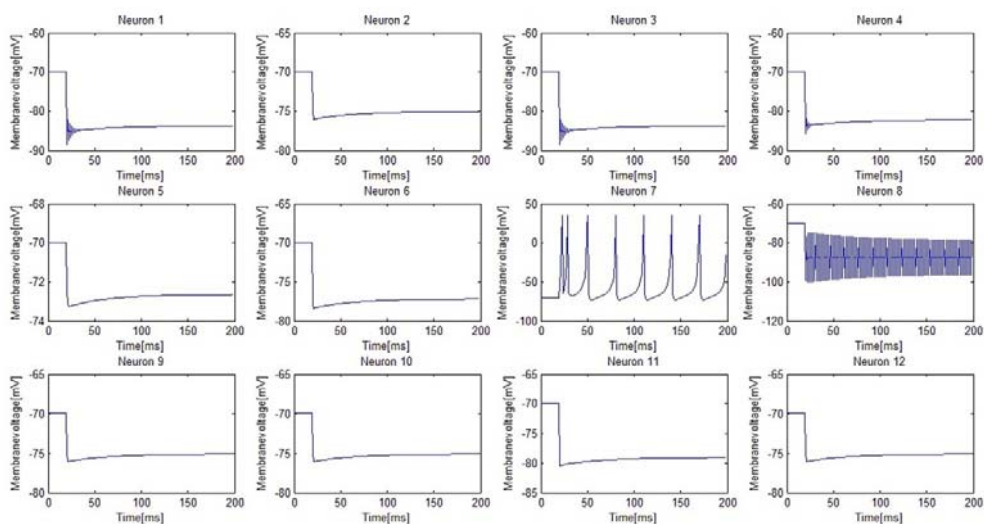 Neuron 1
Membranevoltage[mV]
-60
-70
-80
-90
0 50 100 150 200
Time[ms]
Neuron 2
Membranevoltage[mV]
-65
-70
-75
-80
0 50 100 150 200
Time[ms]
Neuron 3
Membranevoltage[mV]
-60
-70
-80
-90
0 50 100 150 200
Time[ms]
Neuron 4
Membranevoltage[mV]
-60
-70
-80
-90
0 50 100 150 200
Time[ms]
Neuron 5
Membranevoltage[mV]
-68
-70
-72
-74
0 50 100 150 200
Time[ms]
Neuron 6
Membranevoltage[mV]
-65
-70
-75
-80
0 50 100 150 200
Time[ms]
Neuron 7
Membranevoltage[mV]
50
0
-50
-100
0 50 100 150 200
Time[ms]
Neuron 8
Membranevoltage[mV]
-60
-80
-100
-120
0 50 100 150 200
Time[ms]
Neuron 9
Membranevoltage[mV]
-65
-70
-75
-80
0 50 100 150 200
Time[ms]
Neuron 10
Membranevoltage[mV]
-65
-70
-75
-80
0 50 100 150 200
Time[ms]
Neuron 11
Membranevoltage[mV]
-65
-70
-75
-80
-85
0 50 100 150 200
Time[ms]
Neuron 12
Membranevoltage[mV]
-65
-70
-75
-80
0 50 100 150 200
Time[ms]